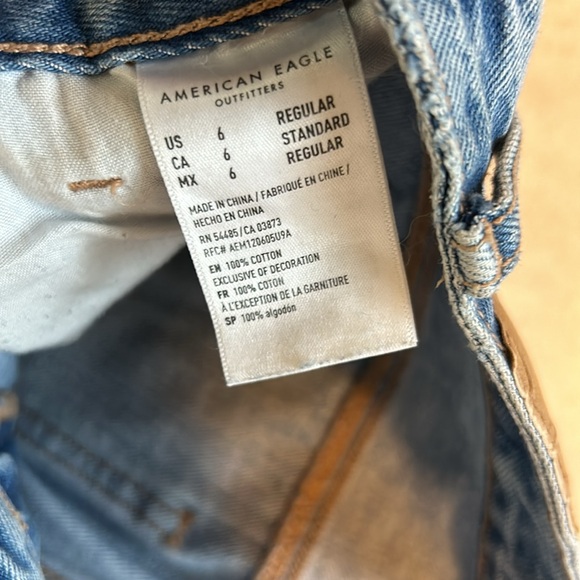 AMERICAN EAGLE
OUTFITTERS
US 6 REGULAR
CA 6 STANDARD
MX 6 REGULAR
MADE IN CHINA / FABRIQUÉ EN CHINE /
HECHO EN CHINA
RN 54485/CA 03873
RFC# AEM120605U9A
EN 100% COTTON
EXCLUSIVE OF DECORATION
FR 100% COTON
À L'EXCEPTION DE LA GARNITURE
SP 100% algodón